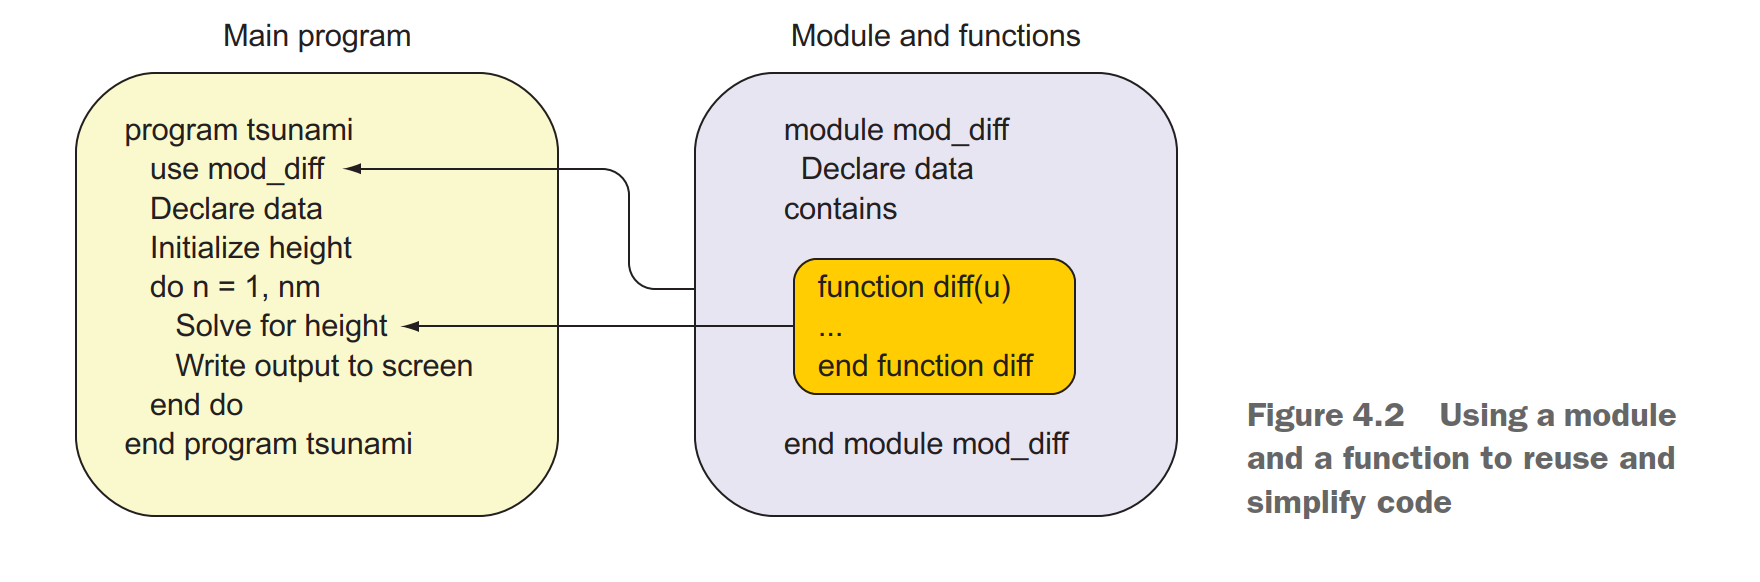 Main program
program tsunami
use mod_diff
Declare data
Initialize height
do n = 1, nm
Solve for height
Write output to screen
end do
end program tsunami
Module and functions
module mod_diff
Declare data
contains
function diff(u)
...
end function diff
end module mod_diff
Figure 4.2 Using a module
and a function to reuse and
simplify code